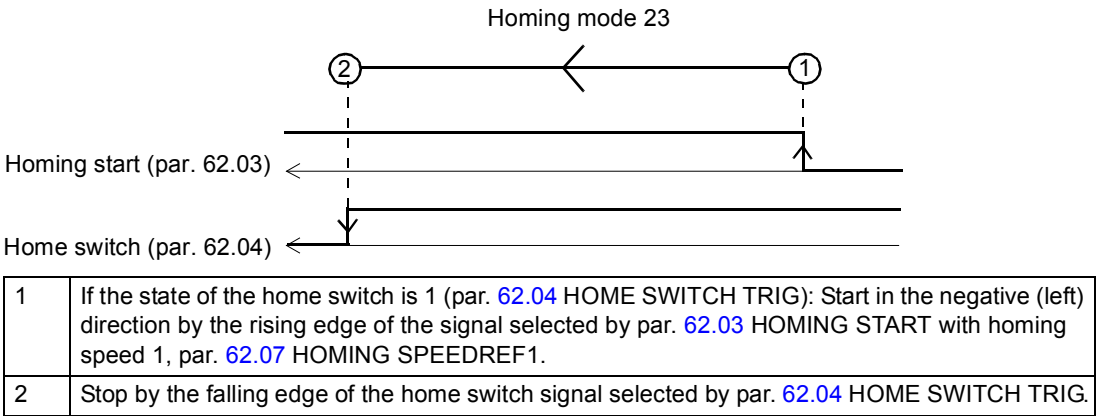 Homing mode 23
2
1
Homing start (par. 62.03)
Home switch (par. 62.04)
1 If the state of the home switch is 1 (par. 62.04 HOME SWITCH TRIG): Start in the negative (left)
direction by the rising edge of the signal selected by par. 62.03 HOMING START with homing
speed 1, par. 62.07 HOMING SPEEDREF1.
2 Stop by the falling edge of the home switch signal selected by par. 62.04 HOME SWITCH TRIG.